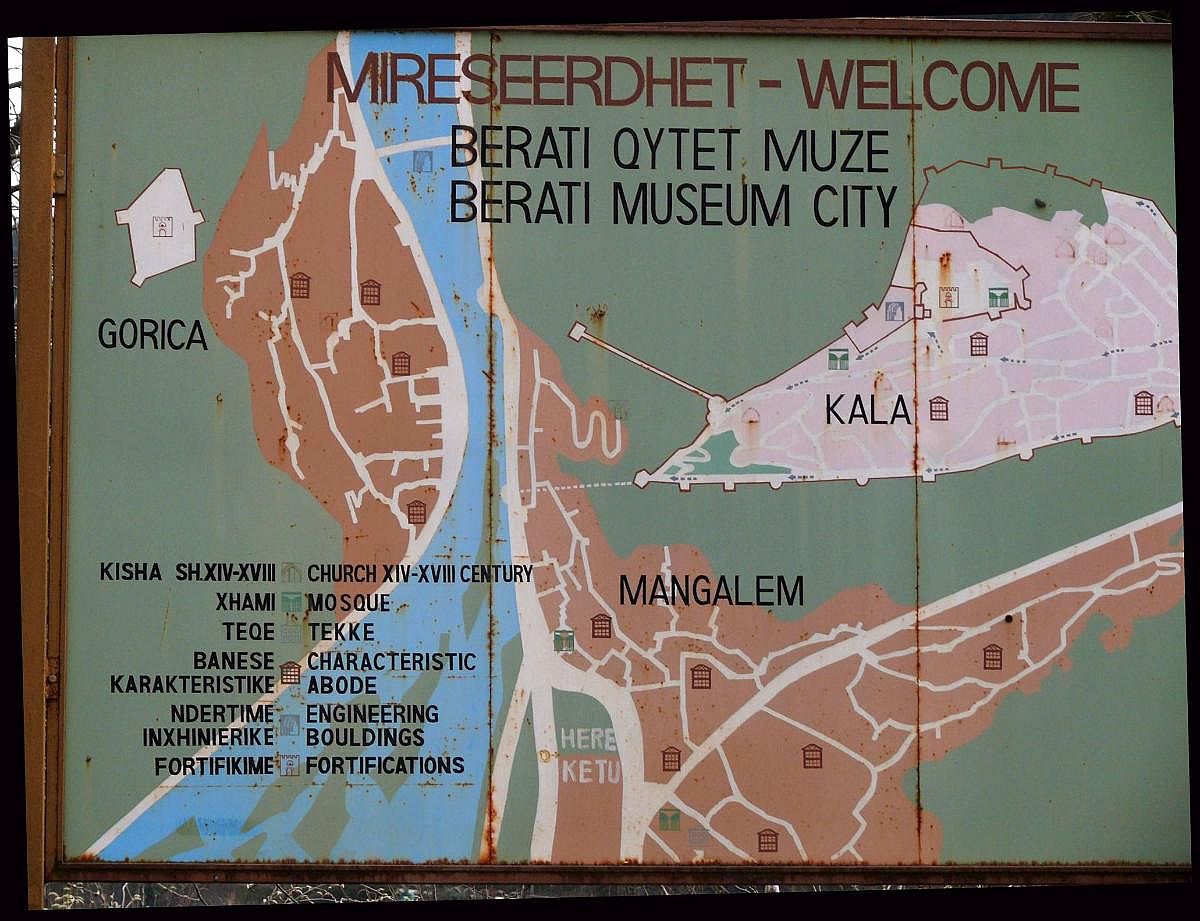 MIRESEERDHET - WELCOME
BERATI QYTET MUZE
BERATI MUSEUM CITY
GORICA
KALA
MANGALEM
KISHA SH.XIV-XVIII CHURCH XIV-XVIII CENTURY
XHAMI MOSQUE
TEQE TEKKE
BANESE CHARACTERISTIC
KARAKTERISTIKE ABODE
NDERTIME ENGINEERING
INXHINIERIKE BOULDINGS
FORTIFIKIME FORTIFICATIONS
HERE
KETU